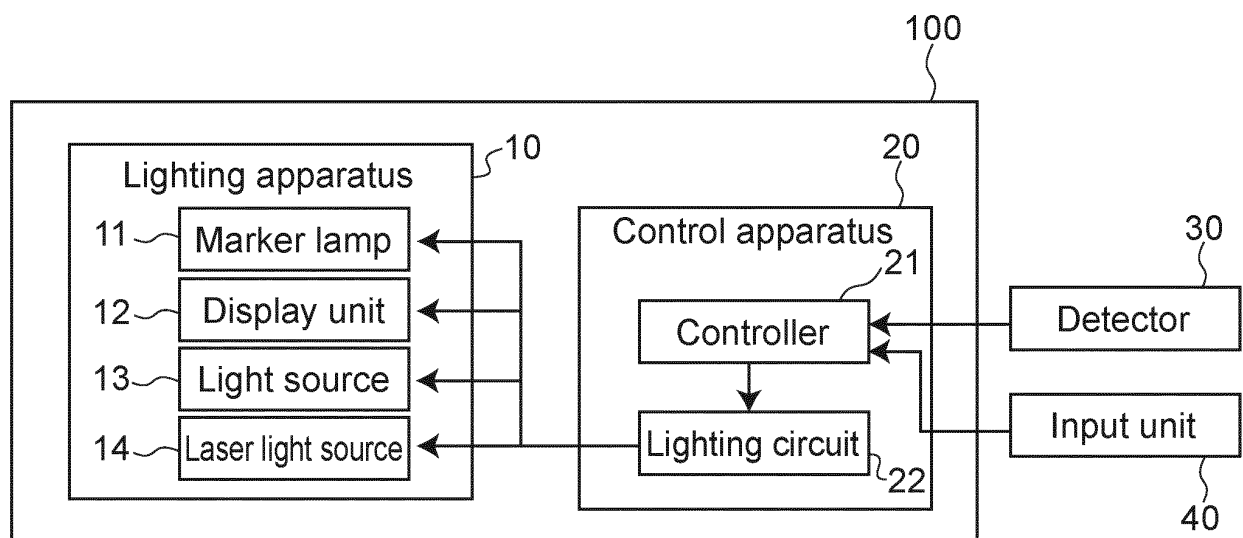 100
10
Lighting apparatus
11
Marker lamp
12
Display unit
13
Light source
14
Laser light source
20
Control apparatus
21
Controller
Lighting circuit
22
30
Detector
Input unit
40